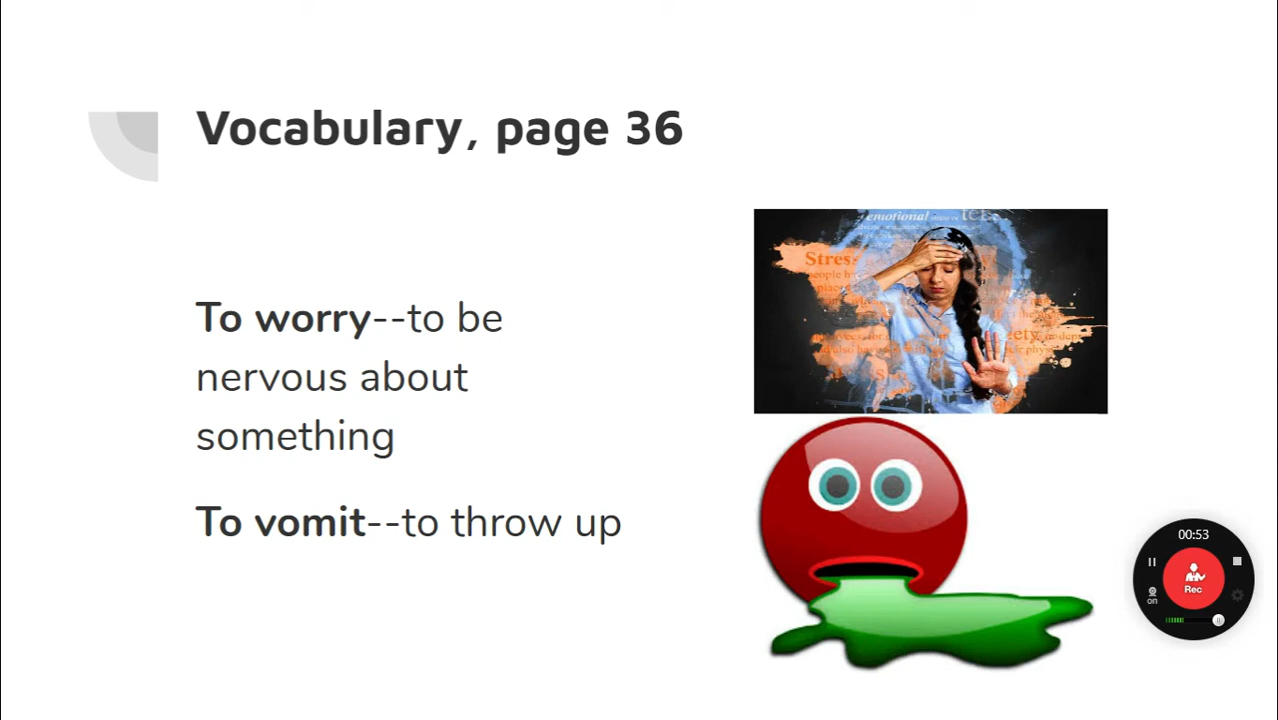 Vocabulary, page 36
To worry--to be
nervous about
something
To vomit--to throw up
emotional
Stress
00:53
on
Rec